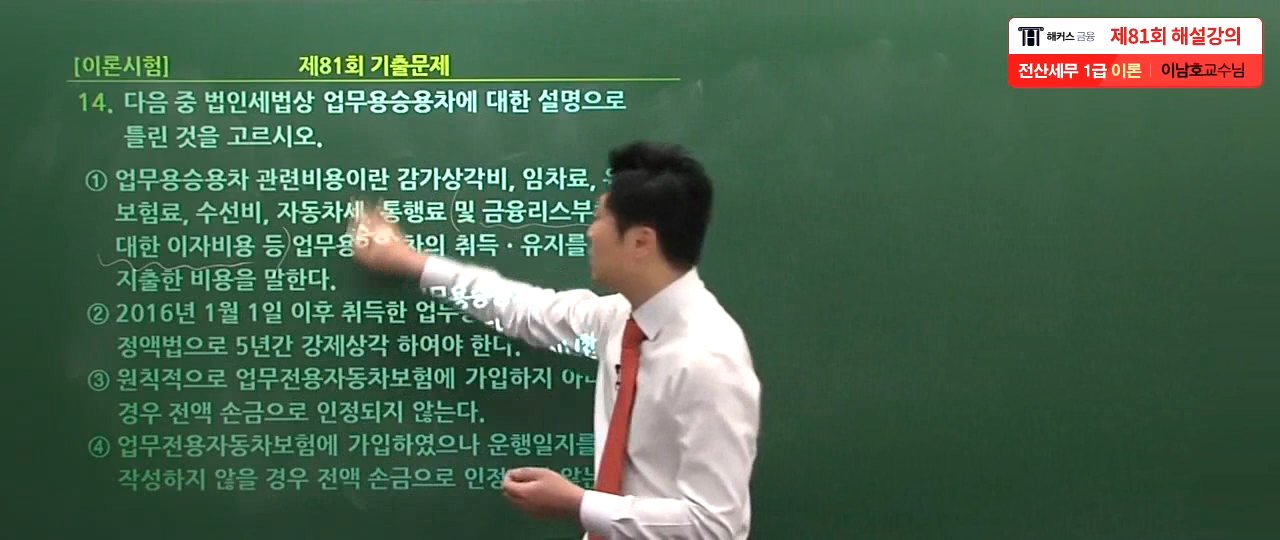 해커스 금융 제81회 해설강의
전산세무 1급 이론 | 이남호교수님
[이론시험] 제81회 기출문제
14. 다음 중 법인세법상 업무용승용차에 대한 설명으로
틀린 것을 고르시오.
① 업무용승용차 관련비용이란 감가상각비, 임차료,
보험료, 수선비, 자동차세, 통행료 및 금융리스부
대한 이자비용 등 취득·유지를
지출한 비용을 말한다.
② 2016년 1월 1일 이후 취득한
정액법으로 5년간 강제상각 하여야 한다.
③ 원칙적으로 업무전용자동차보험에 가입하지
경우 전액 손금으로 인정되지 않는다.
④ 업무전용자동차보험에 가입하였으나 운행일지를
작성하지 않을 경우 전액 손금으로